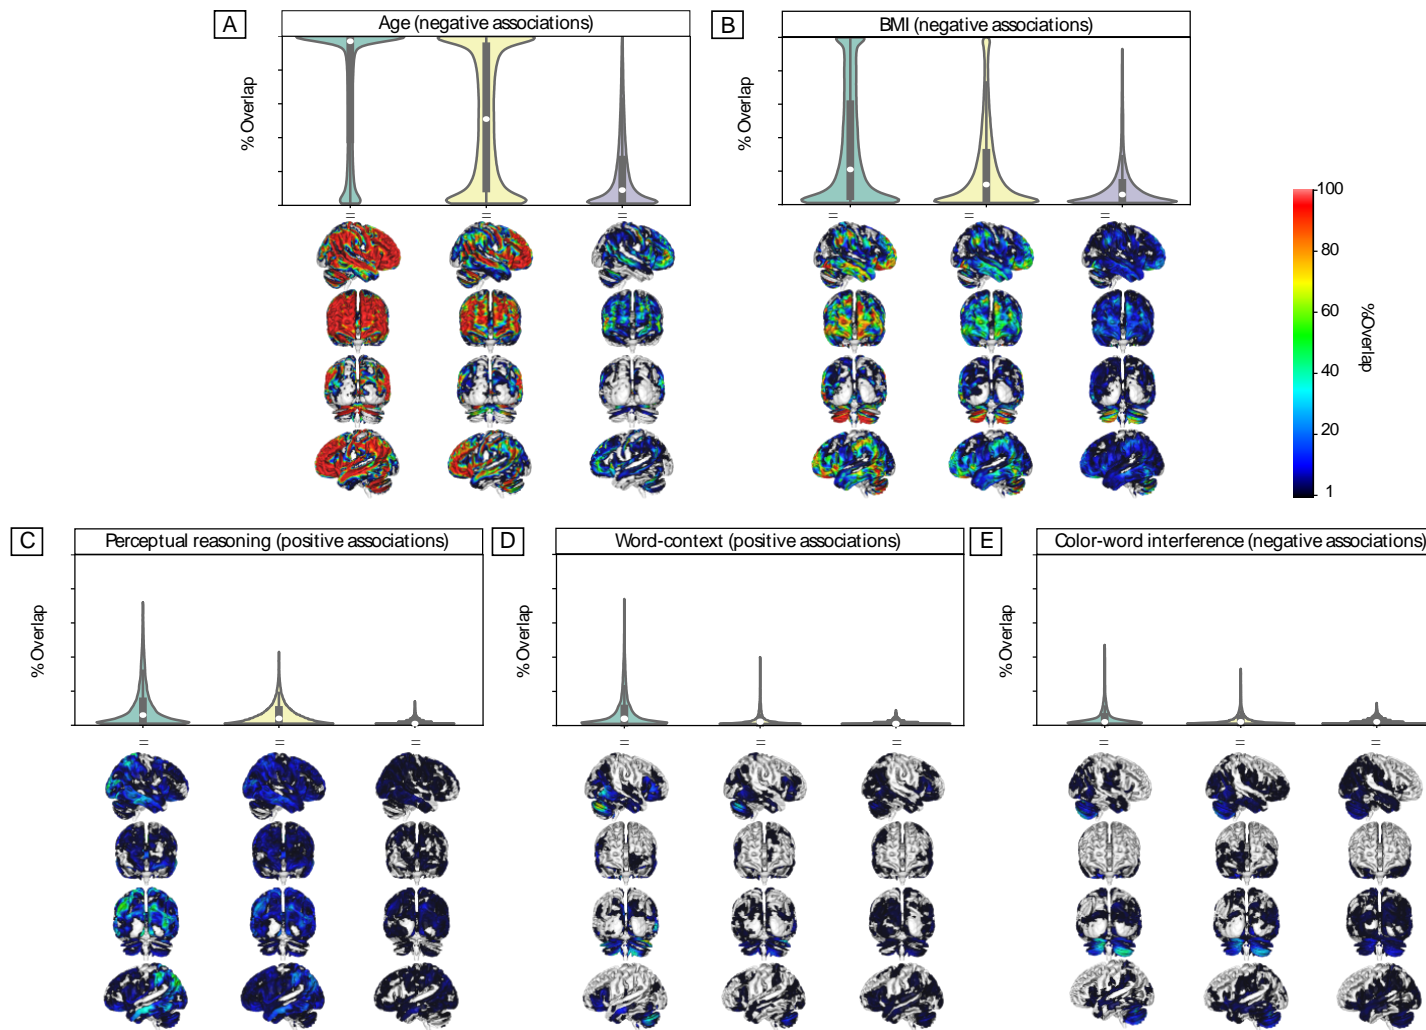 A
Age (negative associations)
B
BMI (negative associations)
% Overlap
% Overlap
=
=
=
=
=
=
100
80
60
40
20
1
%Overlap
C
Perceptual reasoning (positive associations)
D
Word-context (positive associations)
E
Color-word interference (negative associations)
% Overlap
% Overlap
% Overlap
=
=
=
=
=
=
=
=
=